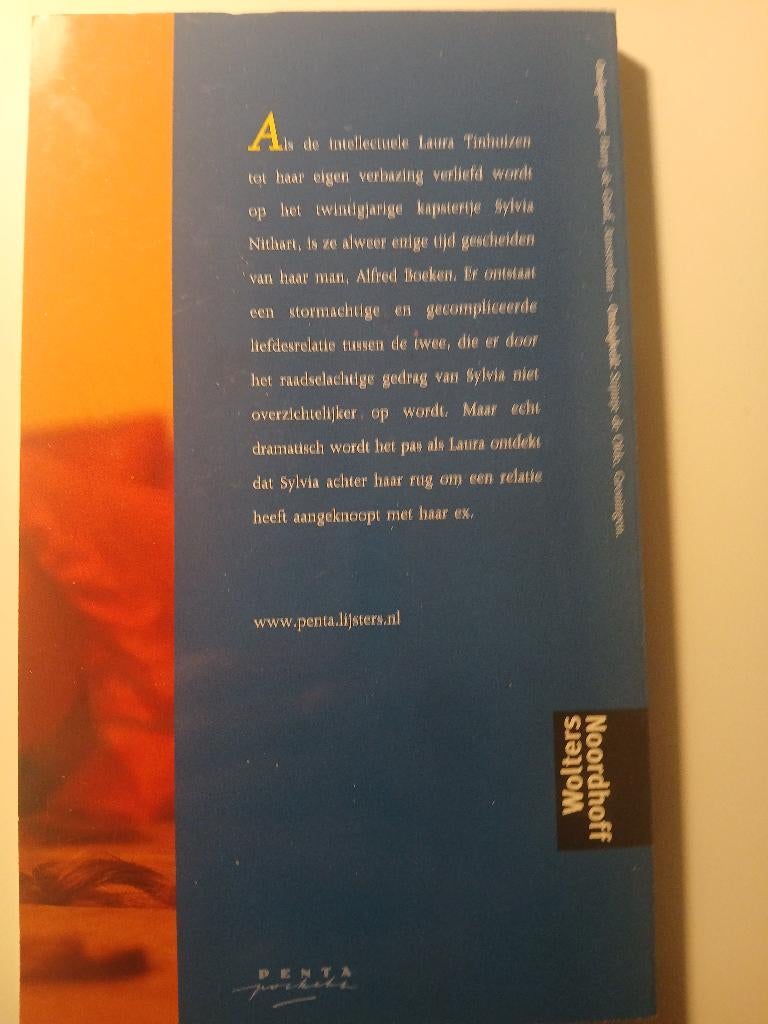 Als de intellectuele Laura Tinhuizen
tot haar eigen verbazing verliefd wordt
op het twintigjarige kapstertje Sylvia
Nithart, is ze alweer enige tijd gescheiden
van haar man, Alfred Boeken. Er ontstaat
een stormachtige en gecompliceerde
liefdesrelatie tussen de twee, die er door
het raadselachtige gedrag van Sylvia niet
overzichtelijker op wordt. Maar echt
dramatisch wordt het pas als Laura ontdekt
dat Sylvia achter haar rug om een relatie
heeft aangeknoopt met haar ex.
www.penta.lijsters.nl
Wolters
Noordhoff
PENTA
pockets